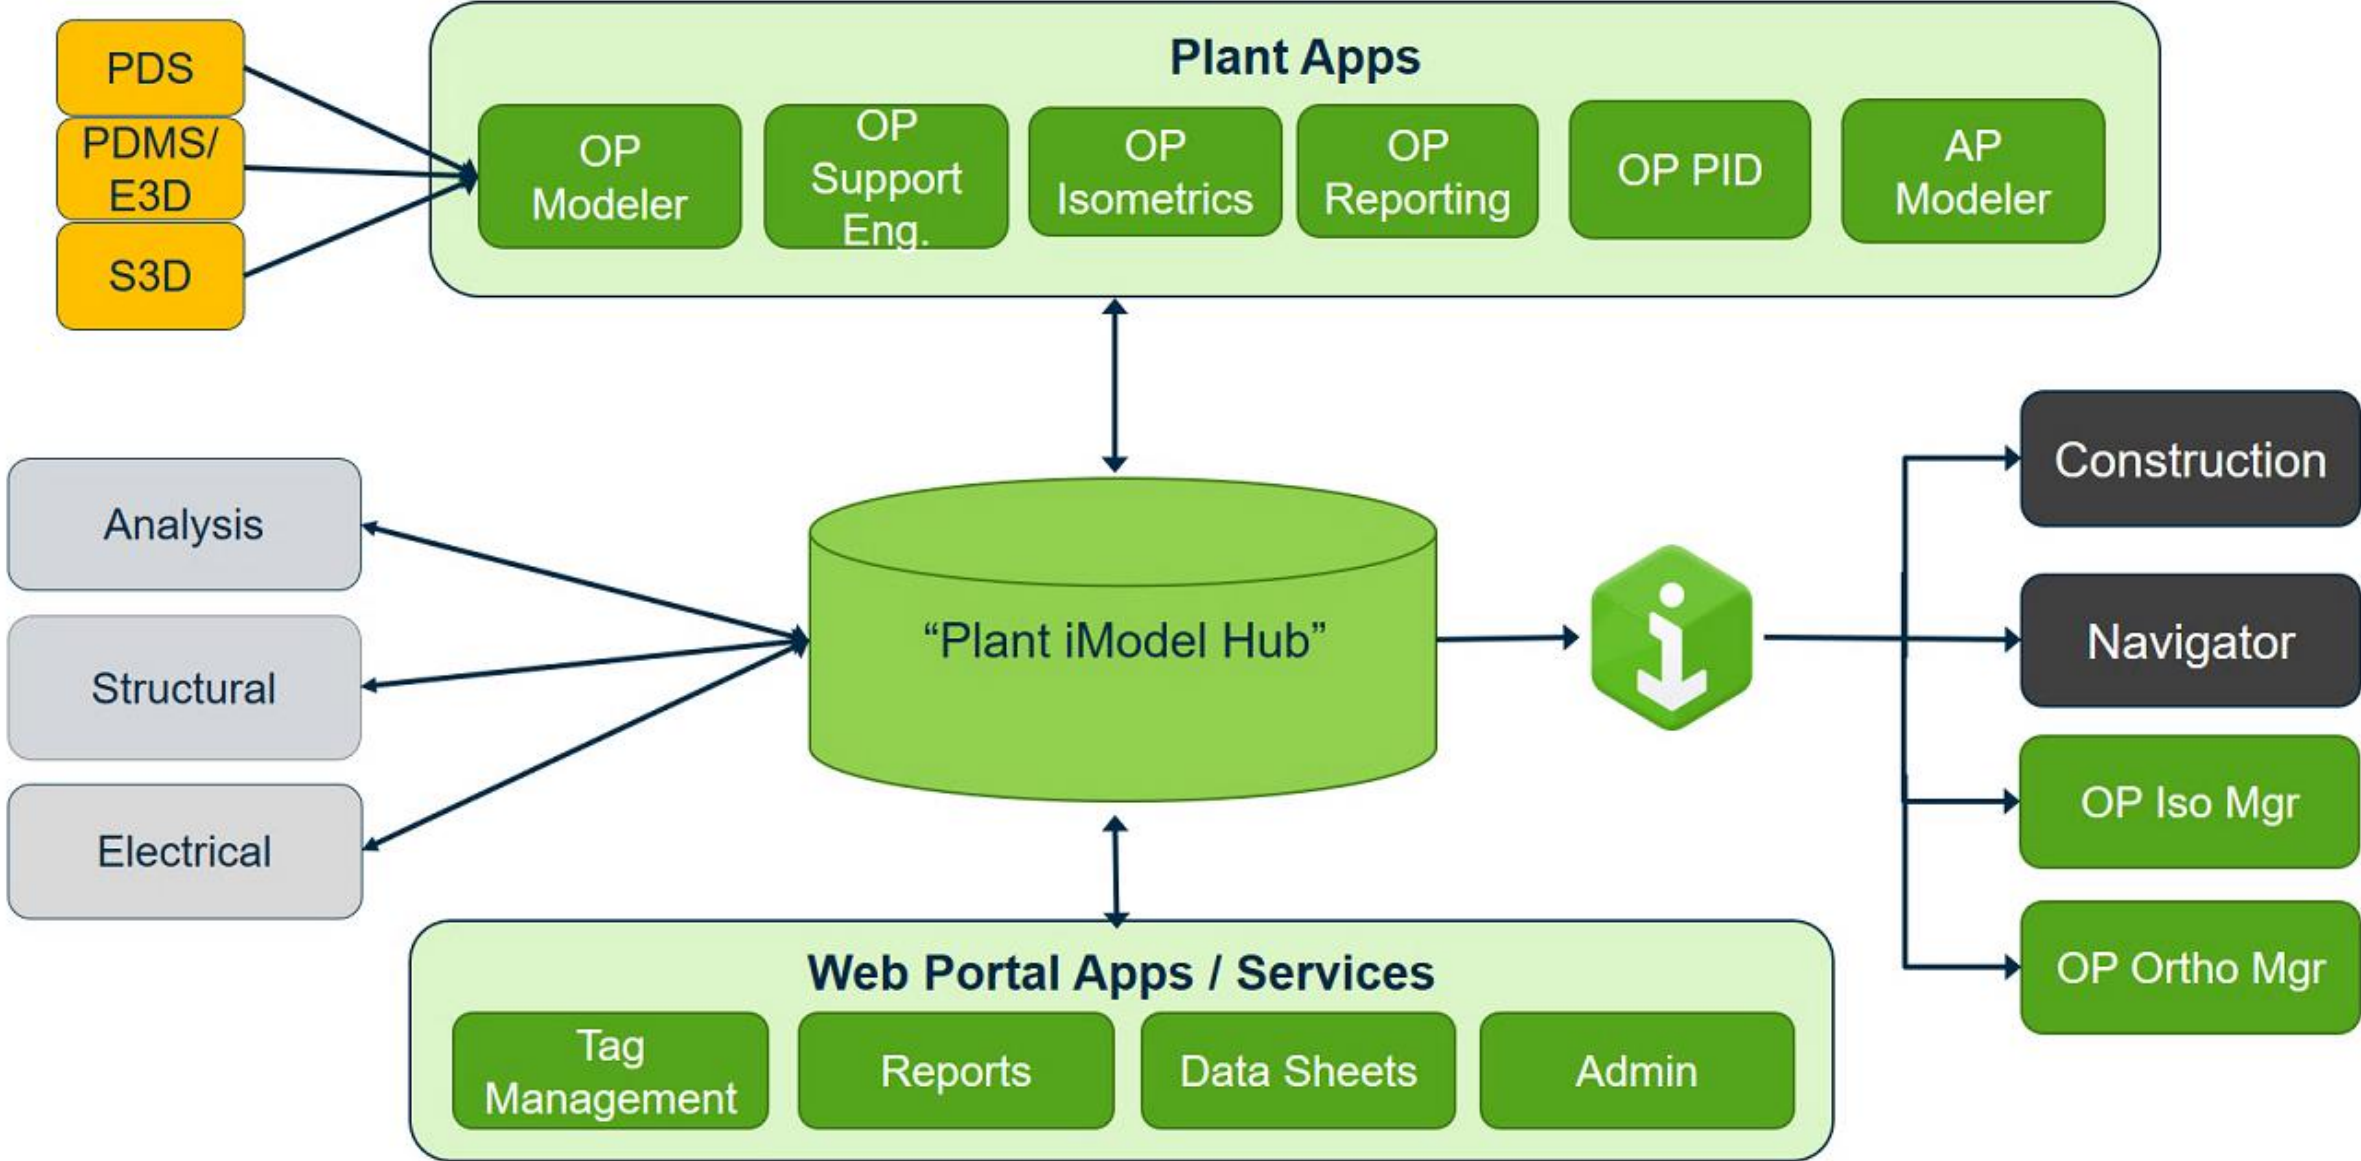 PDS
PDMS/
E3D
S3D
Plant Apps
OP
Modeler
OP
Support
Eng.
OP
Isometrics
OP
Reporting
OP PID
AP
Modeler
Analysis
Structural
Electrical
“Plant iModel Hub”
Construction
Navigator
OP Iso Mgr
OP Ortho Mgr
Web Portal Apps / Services
Tag
Management
Reports
Data Sheets
Admin